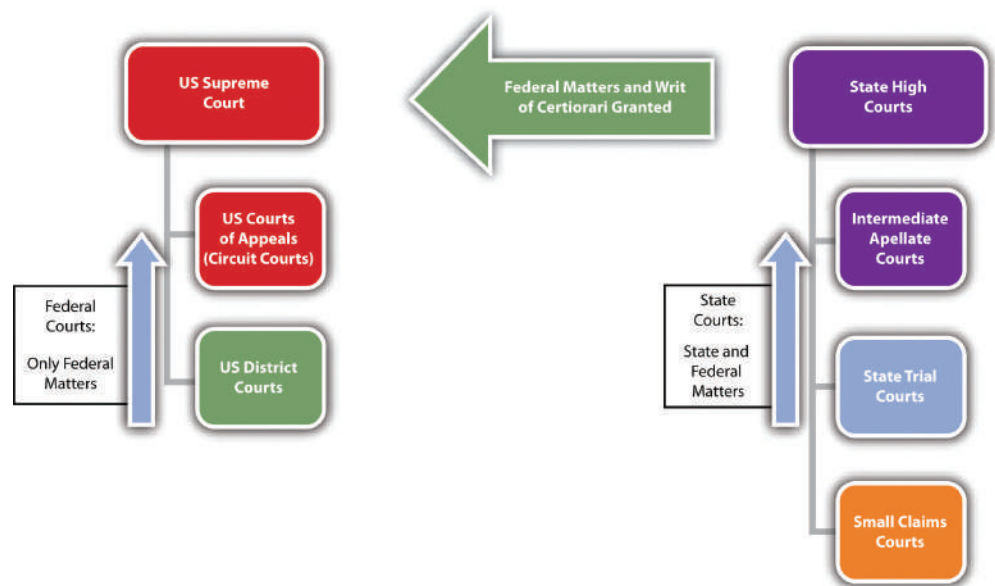 US Supreme
Court
Federal Matters and Writ
of Certiorari Granted
State High
Courts
US Courts
of Appeals
(Circuit Courts)
Intermediate
Apellate
Courts
Federal
Courts:
Only Federal
Matters
State
Courts:
State and
Federal
Matters
US District
Courts
State Trial
Courts
Small Claims
Courts